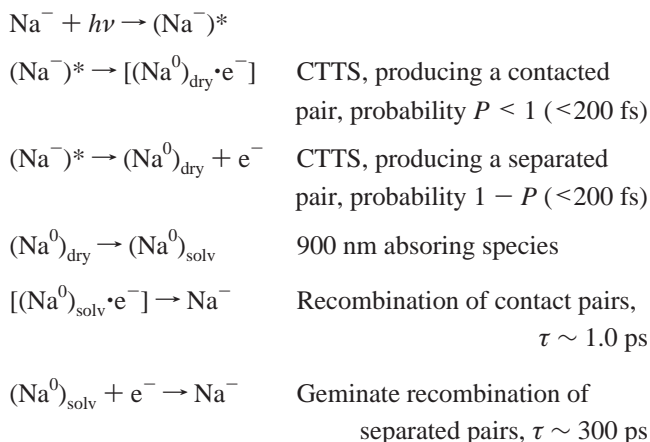 Na⁻ + hν → (Na⁻)*
(Na⁻)* → [(Na⁰)dry•e⁻] CTTS, producing a contacted
pair, probability P < 1 (<200 fs)
(Na⁻)* → (Na⁰)dry + e⁻ CTTS, producing a separated
pair, probability 1 − P (<200 fs)
(Na⁰)dry → (Na⁰)solv 900 nm absoring species
[(Na⁰)solv•e⁻] → Na⁻ Recombination of contact pairs,
τ ∼ 1.0 ps
(Na⁰)solv + e⁻ → Na⁻ Geminate recombination of
separated pairs, τ ∼ 300 ps